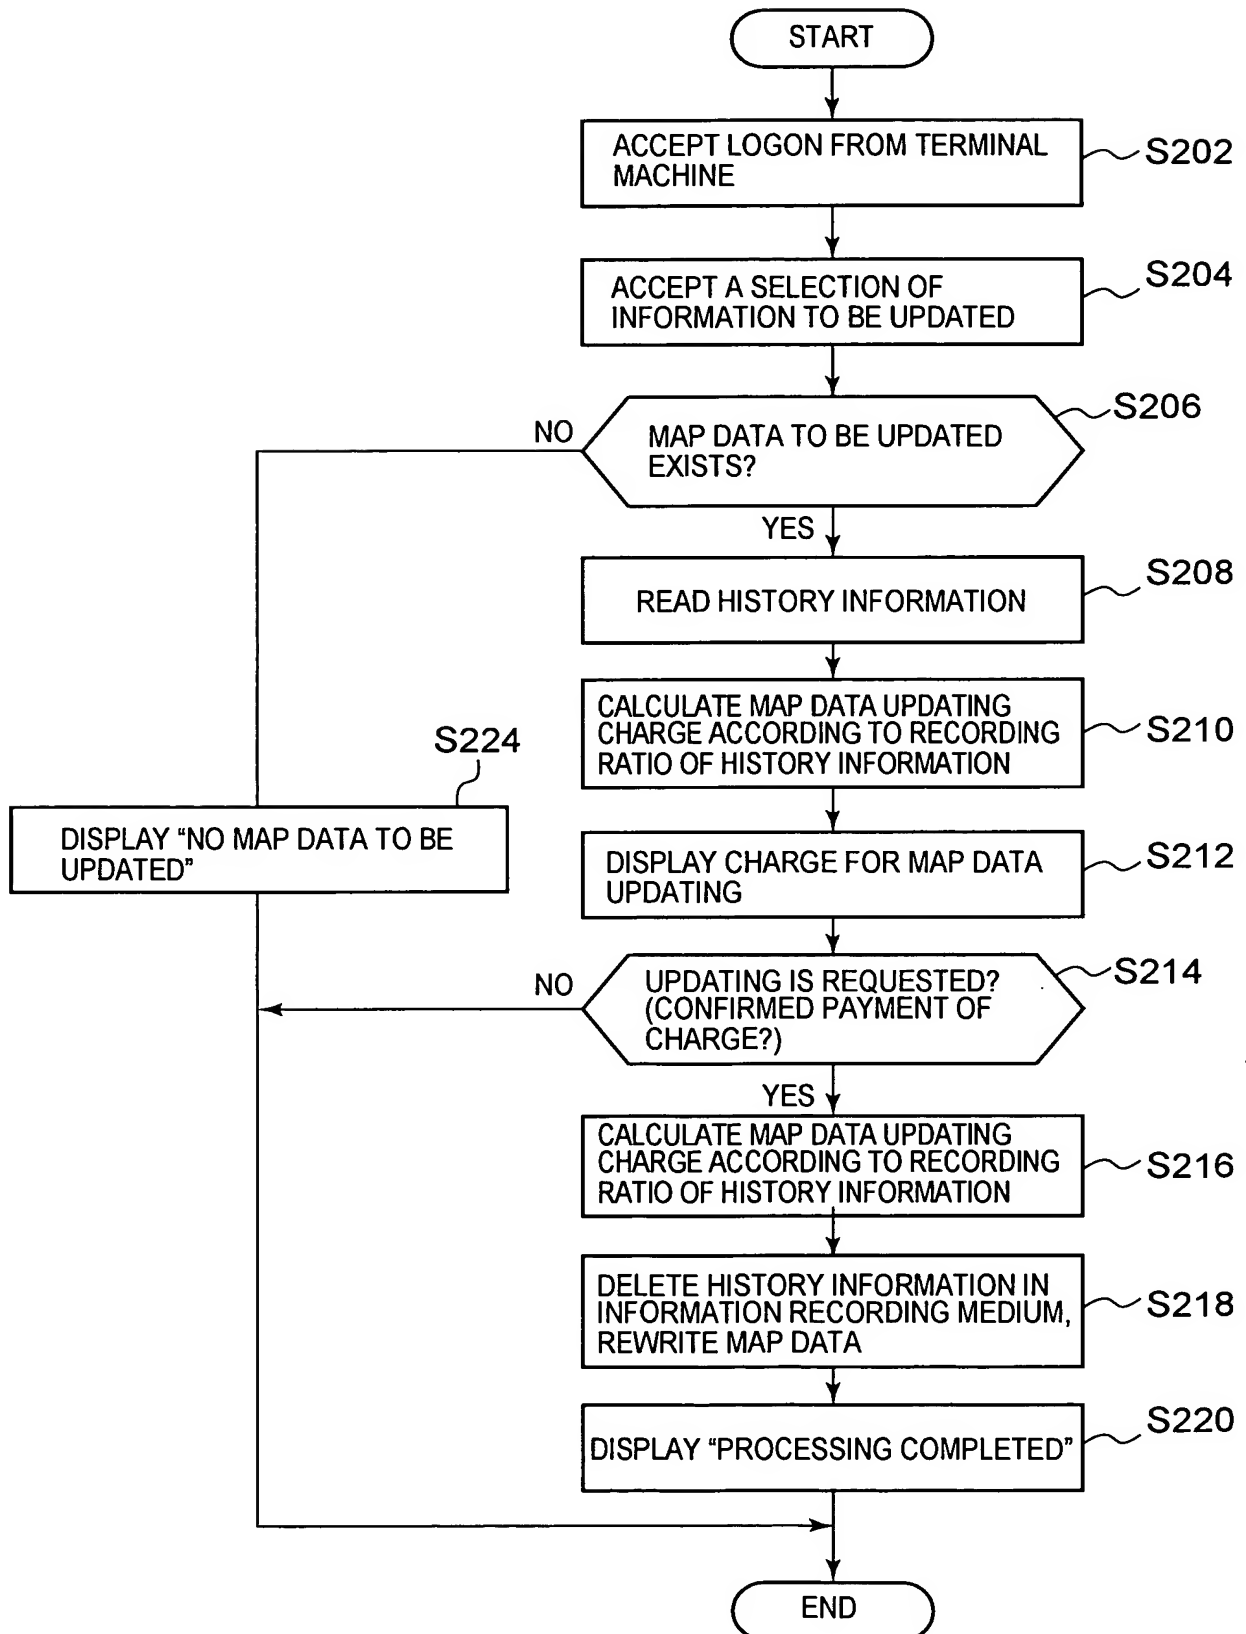 START
ACCEPT LOGON FROM TERMINAL
MACHINE
S202
ACCEPT A SELECTION OF
INFORMATION TO BE UPDATED
S204
MAP DATA TO BE UPDATED
EXISTS?
S206
NO
YES
READ HISTORY INFORMATION
S208
CALCULATE MAP DATA UPDATING
CHARGE ACCORDING TO RECORDING
RATIO OF HISTORY INFORMATION
S210
S224
DISPLAY “NO MAP DATA TO BE
UPDATED”
DISPLAY CHARGE FOR MAP DATA
UPDATING
S212
UPDATING IS REQUESTED?
(CONFIRMED PAYMENT OF
CHARGE?)
S214
NO
YES
CALCULATE MAP DATA UPDATING
CHARGE ACCORDING TO RECORDING
RATIO OF HISTORY INFORMATION
S216
DELETE HISTORY INFORMATION IN
INFORMATION RECORDING MEDIUM,
REWRITE MAP DATA
S218
DISPLAY “PROCESSING COMPLETED”
S220
END